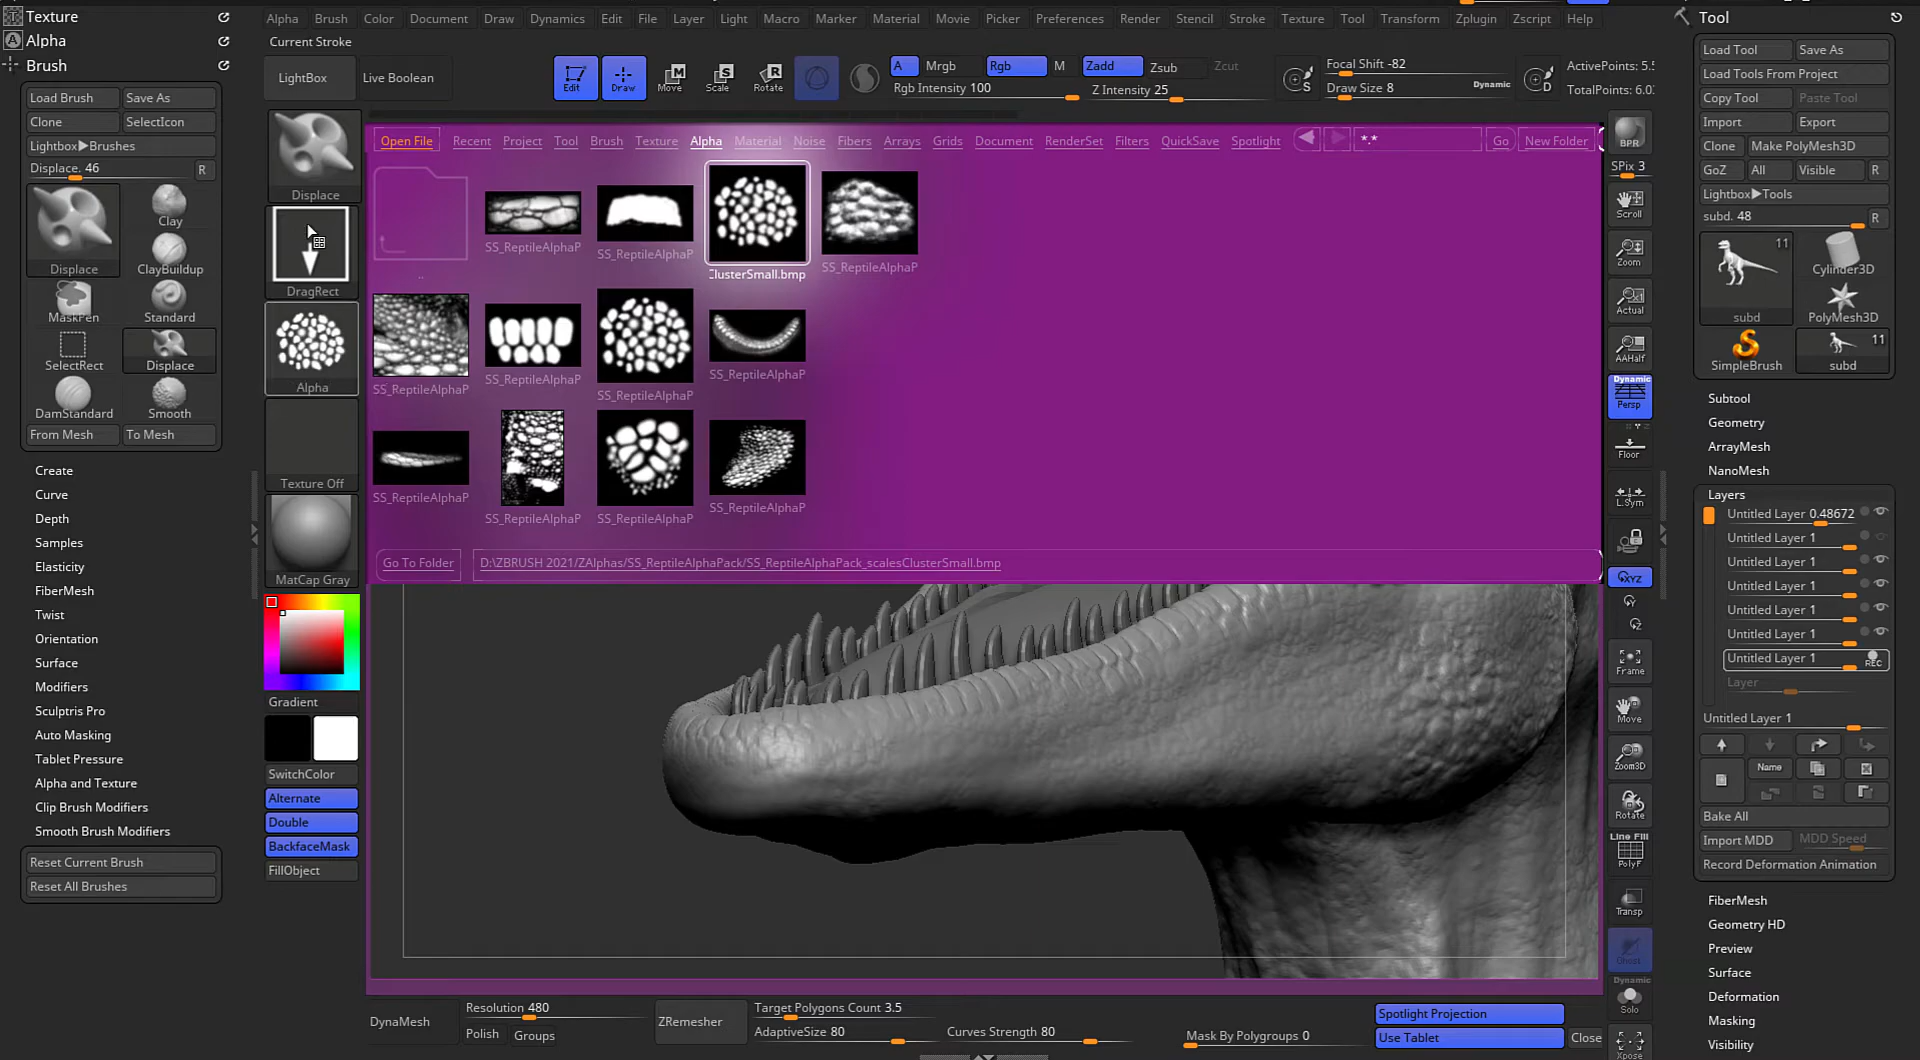 Texture
Alpha
Brush
Load Brush
Save As
Clone
SelectIcon
Lightbox▶Brushes
Displace. 46
R
Displace
Clay
ClayBuildup
MaskPen
Standard
SelectRect
Displace
DamStandard
Smooth
From Mesh
To Mesh
Create
Curve
Depth
Samples
Elasticity
FiberMesh
Twist
Orientation
Surface
Modifiers
Sculptris Pro
Auto Masking
Tablet Pressure
Alpha and Texture
Clip Brush Modifiers
Smooth Brush Modifiers
Reset Current Brush
Reset All Brushes
Alpha Brush Color Document Draw Dynamics Edit File Layer Light Macro Marker Material Movie Picker Preferences Render Stencil Stroke Texture Tool Transform Zplugin Zscript Help
Current Stroke
LightBox
Live Boolean
Edit
Draw
Move
Scale
Rotate
A
Mrgb
Rgb
M
Zadd
Zsub
Zcut
Rgb Intensity 100
Z Intensity 25
Focal Shift -82
Draw Size 8
Dynamic
S
D
ActivePoints: 5.5
TotalPoints: 6.0
Displace
DragRect
Alpha
Texture Off
MatCap Gray
Gradient
SwitchColor
Alternate
Double
BackfaceMask
FillObject
Open File Recent Project Tool Brush Texture Alpha Material Noise Fibers Arrays Grids Document RenderSet Filters QuickSave Spotlight *.* Go New Folder
..
SS_ReptileAlphaP
SS_ReptileAlphaP
ClusterSmall.bmp
SS_ReptileAlphaP
SS_ReptileAlphaP
SS_ReptileAlphaP
SS_ReptileAlphaP
SS_ReptileAlphaP
SS_ReptileAlphaP
SS_ReptileAlphaP
SS_ReptileAlphaP
SS_ReptileAlphaP
Go To Folder
D:\ZBRUSH 2021/ZAlphas/SS_ReptileAlphaPack/SS_ReptileAlphaPack_scalesClusterSmall.bmp
DynaMesh
Resolution 480
Polish
Groups
ZRemesher
Target Polygons Count 3.5
AdaptiveSize 80
Curves Strength 80
Mask By Polygroups 0
Spotlight Projection
Use Tablet
Close
BPR
SPix 3
Scroll
Zoom
Actual
AAHalf
Dynamic
Persp
Floor
L.Sym
XYZ
Y
Z
Frame
Move
Zoom3D
Rotate
Line Fill
PolyF
Transp
Ghost
Dynamic
Solo
Xpose
Tool
Load Tool
Save As
Load Tools From Project
Copy Tool
Paste Tool
Import
Export
Clone
Make PolyMesh3D
GoZ
All
Visible
R
Lightbox▶Tools
subd. 48
R
11
subd
Cylinder3D
PolyMesh3D
SimpleBrush
11
subd
Subtool
Geometry
ArrayMesh
NanoMesh
Layers
Untitled Layer 0.48672
Untitled Layer 1
Untitled Layer 1
Untitled Layer 1
Untitled Layer 1
Untitled Layer 1
Untitled Layer 1
REC
Layer
Untitled Layer 1
Name
Bake All
Import MDD
MDD Speed
Record Deformation Animation
FiberMesh
Geometry HD
Preview
Surface
Deformation
Masking
Visibility